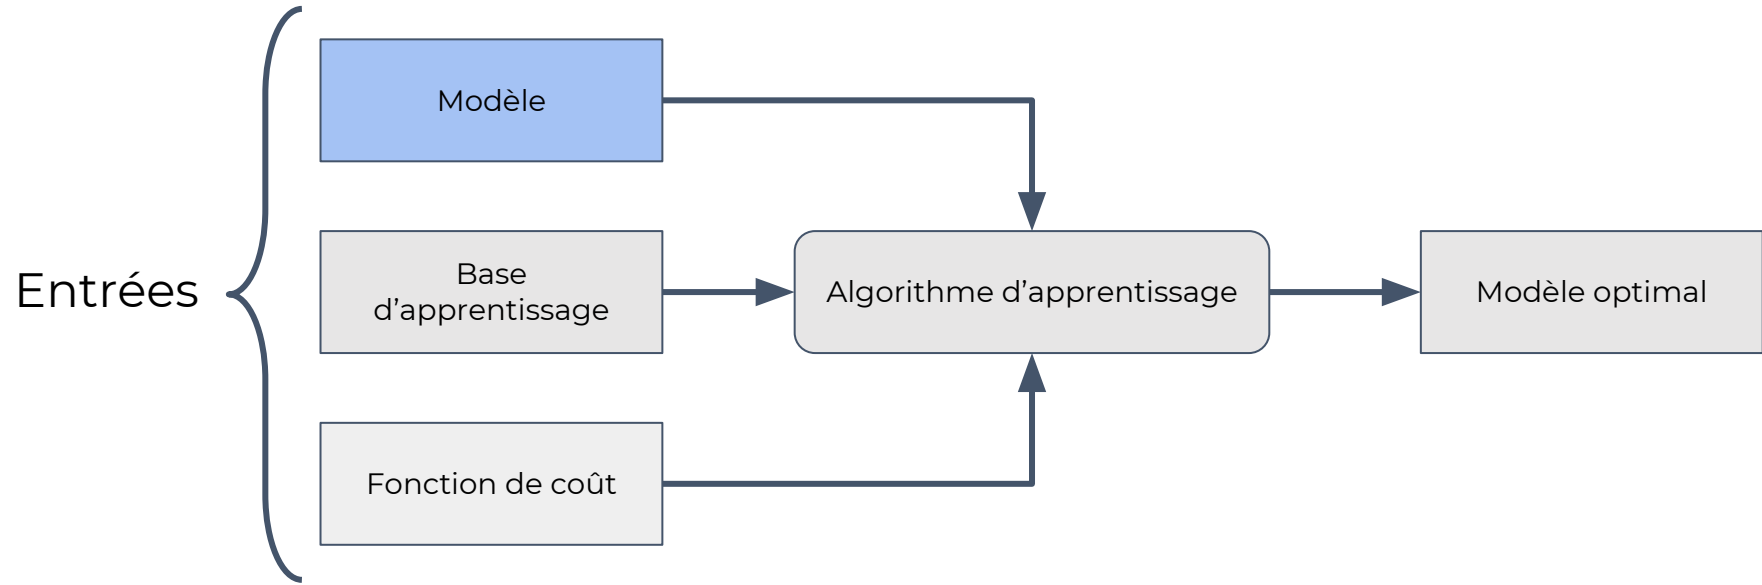 Entrées
Modèle
Base
d’apprentissage
Fonction de coût
Algorithme d’apprentissage
Modèle optimal